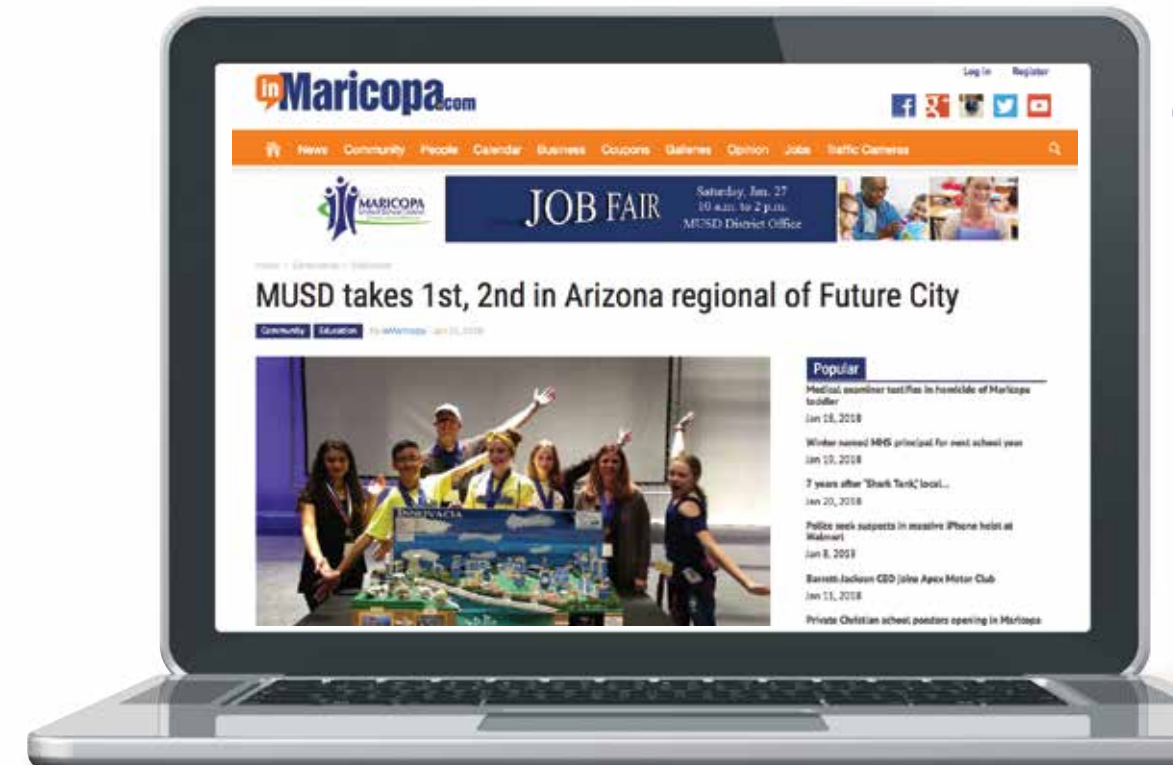 inMaricopa.com
Log in Register
News Community People Calendar Business Coupons Galleries Opinion Jobs Traffic Cameras
MARICOPA
JOB FAIR
Saturday, Jan. 27
10 a.m. to 2 p.m.
MUSD District Office
MUSD takes 1st, 2nd in Arizona regional of Future City
Community Education By inMaricopa
INNOVACIA
Popular
Medical examiner testifies in homicide of Maricopa
toddler
Jan 18, 2018
Winter named MHS principal for next school year
Jan 10, 2018
7 years after 'Shark Tank,' local...
Jan 20, 2018
Police seek suspects in massive iPhone heist at
Walmart
Jan 8, 2018
Barrett-Jackson CEO joins Apex Motor Club
Private Christian school ponders opening in Maricopa